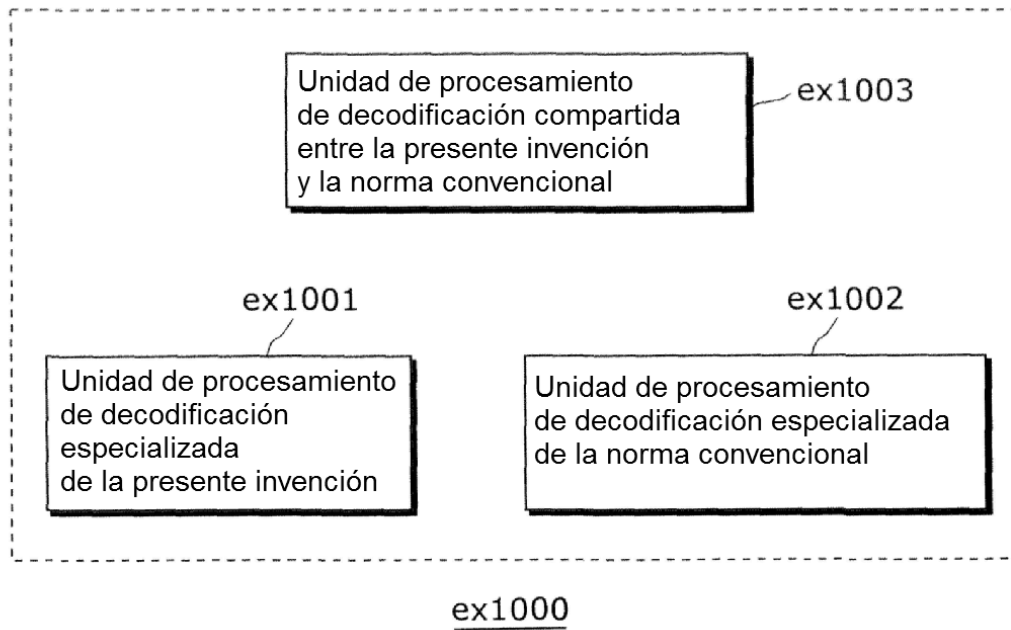 Unidad de procesamiento
de decodificación compartida
entre la presente invención
y la norma convencional
ex1003
ex1001
Unidad de procesamiento
de decodificación
especializada
de la presente invención
ex1002
Unidad de procesamiento
de decodificación especializada
de la norma convencional
ex1000